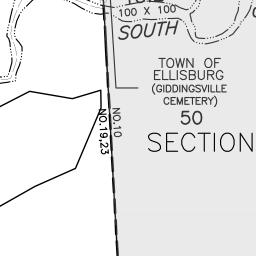 100 X 100
SOUTH
TOWN OF
ELLISBURG
(GIDDINGSVILLE
CEMETERY)
50
SECTION
NO.10
NO.19,23